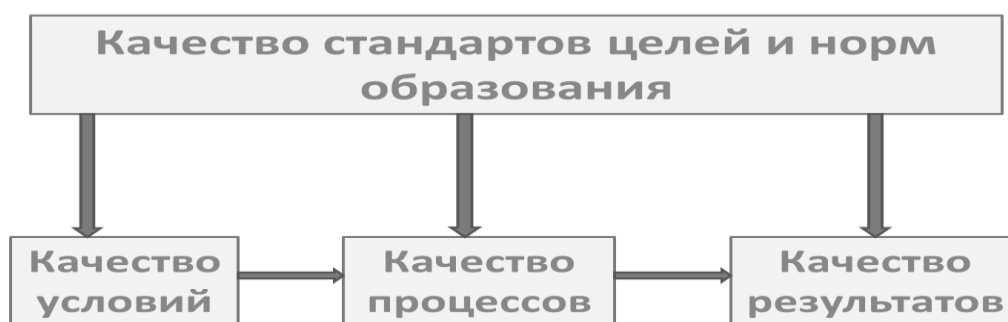 Качество стандартов целей и норм
образования
Качество
условий
Качество
процессов
Качество
результатов